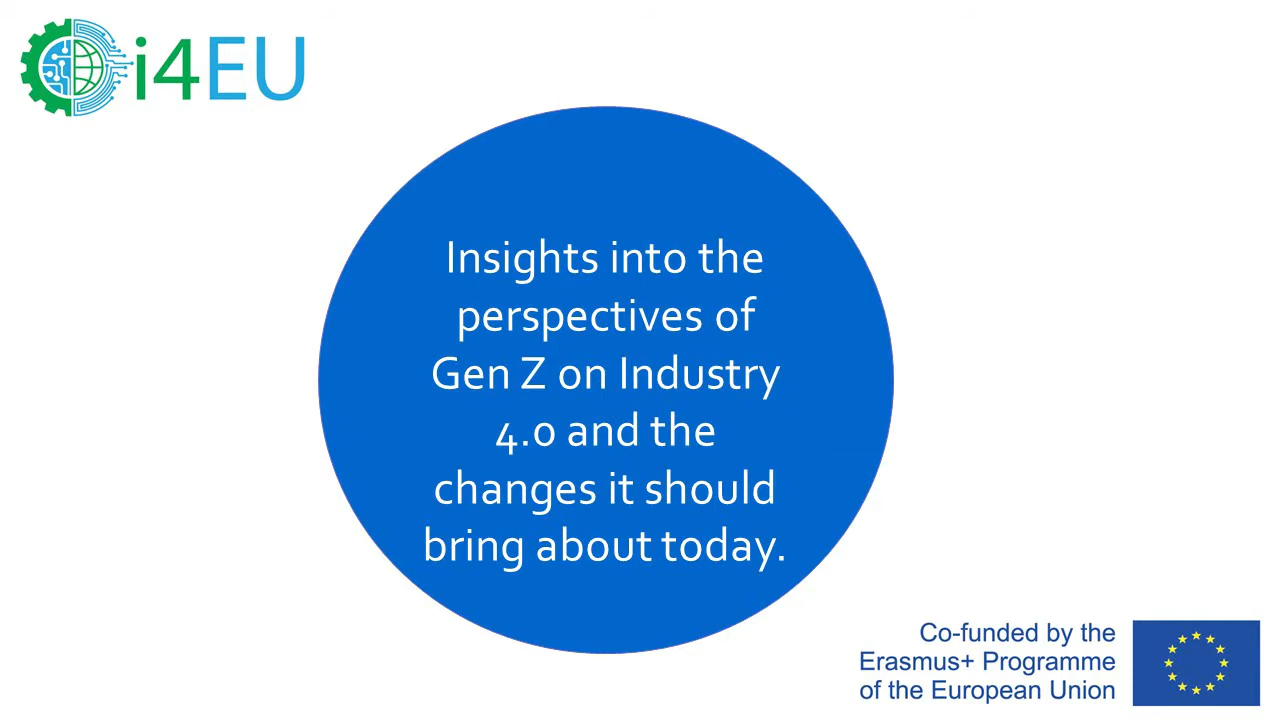 i4EU
Insights into the
perspectives of
Gen Z on Industry
4.0 and the
changes it should
bring about today.
Co-funded by the
Erasmus+ Programme
of the European Union